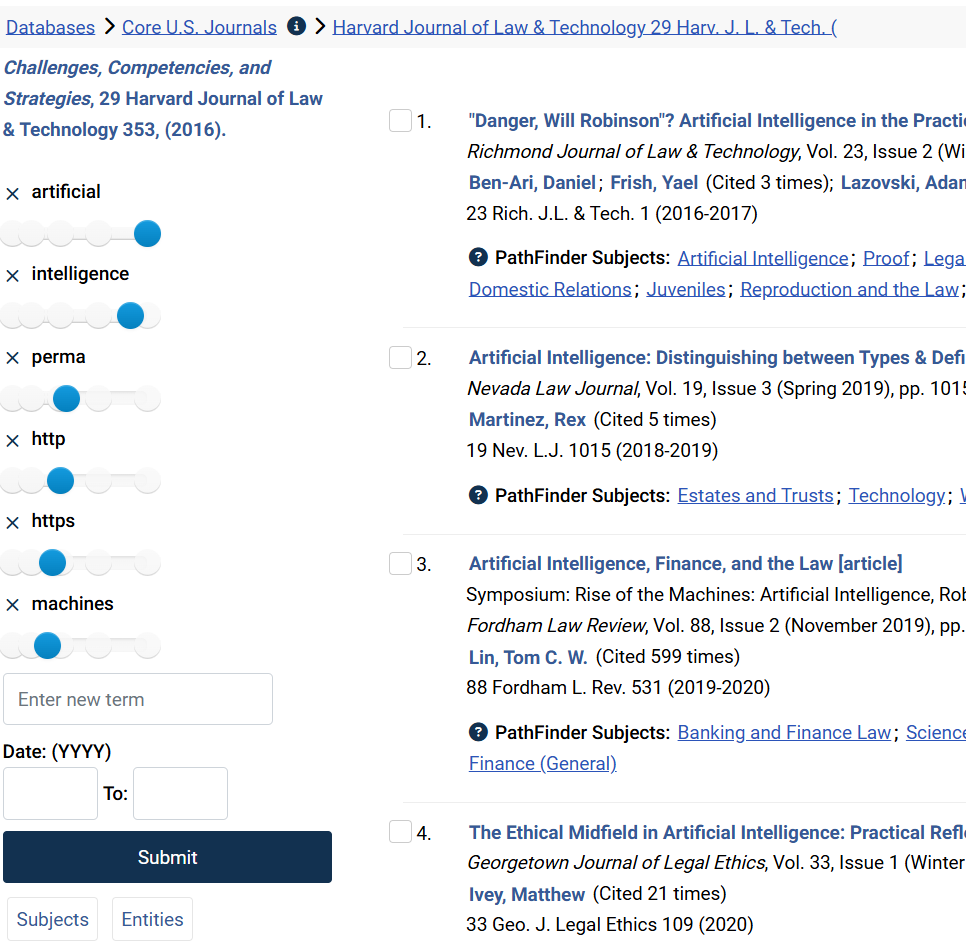 Databases > Core U.S. Journals i > Harvard Journal of Law & Technology 29 Harv. J. L. & Tech. (
Challenges, Competencies, and
Strategies, 29 Harvard Journal of Law
& Technology 353, (2016).
× artificial
× intelligence
× perma
× http
× https
× machines
Enter new term
Date: (YYYY)
To:
Submit
Subjects Entities
1. "Danger, Will Robinson"? Artificial Intelligence in the Practi
Richmond Journal of Law & Technology, Vol. 23, Issue 2 (Wi
Ben-Ari, Daniel; Frish, Yael (Cited 3 times); Lazovski, Adam
23 Rich. J.L. & Tech. 1 (2016-2017)
? PathFinder Subjects: Artificial Intelligence; Proof; Lega
Domestic Relations; Juveniles; Reproduction and the Law;
2. Artificial Intelligence: Distinguishing between Types & Defi
Nevada Law Journal, Vol. 19, Issue 3 (Spring 2019), pp. 1015
Martinez, Rex (Cited 5 times)
19 Nev. L.J. 1015 (2018-2019)
? PathFinder Subjects: Estates and Trusts; Technology;
3. Artificial Intelligence, Finance, and the Law [article]
Symposium: Rise of the Machines: Artificial Intelligence, Rob
Fordham Law Review, Vol. 88, Issue 2 (November 2019), pp.
Lin, Tom C. W. (Cited 599 times)
88 Fordham L. Rev. 531 (2019-2020)
? PathFinder Subjects: Banking and Finance Law; Science
Finance (General)
4. The Ethical Midfield in Artificial Intelligence: Practical Refle
Georgetown Journal of Legal Ethics, Vol. 33, Issue 1 (Winter
Ivey, Matthew (Cited 21 times)
33 Geo. J. Legal Ethics 109 (2020)